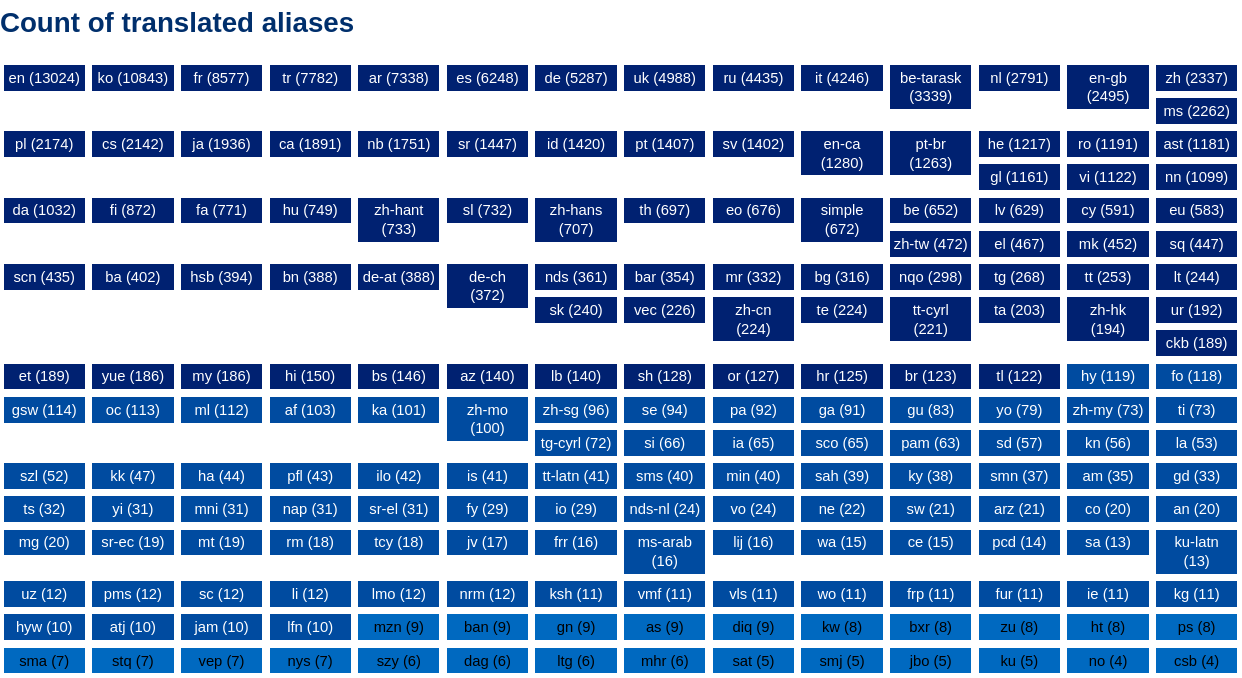 Count of translated aliases
en (13024) ko (10843) fr (8577) tr (7782) ar (7338) es (6248) de (5287) uk (4988) ru (4435) it (4246) be-tarask (3339) nl (2791) en-gb (2495) zh (2337)
ms (2262)
pl (2174) cs (2142) ja (1936) ca (1891) nb (1751) sr (1447) id (1420) pt (1407) sv (1402) en-ca (1280) pt-br (1263) he (1217) ro (1191) ast (1181)
gl (1161) vi (1122) nn (1099)
da (1032) fi (872) fa (771) hu (749) zh-hant (733) sl (732) zh-hans (707) th (697) eo (676) simple (672) be (652) lv (629) cy (591) eu (583)
zh-tw (472) el (467) mk (452) sq (447)
scn (435) ba (402) hsb (394) bn (388) de-at (388) de-ch (372) nds (361) bar (354) mr (332) bg (316) nqo (298) tg (268) tt (253) lt (244)
sk (240) vec (226) zh-cn (224) te (224) tt-cyrl (221) ta (203) zh-hk (194) ur (192)
ckb (189)
et (189) yue (186) my (186) hi (150) bs (146) az (140) lb (140) sh (128) or (127) hr (125) br (123) tl (122) hy (119) fo (118)
gsw (114) oc (113) ml (112) af (103) ka (101) zh-mo (100) zh-sg (96) se (94) pa (92) ga (91) gu (83) yo (79) zh-my (73) ti (73)
tg-cyrl (72) si (66) ia (65) sco (65) pam (63) sd (57) kn (56) la (53)
szl (52) kk (47) ha (44) pfl (43) ilo (42) is (41) tt-latn (41) sms (40) min (40) sah (39) ky (38) smn (37) am (35) gd (33)
ts (32) yi (31) mni (31) nap (31) sr-el (31) fy (29) io (29) nds-nl (24) vo (24) ne (22) sw (21) arz (21) co (20) an (20)
mg (20) sr-ec (19) mt (19) rm (18) tcy (18) jv (17) frr (16) ms-arab (16) lij (16) wa (15) ce (15) pcd (14) sa (13) ku-latn (13)
uz (12) pms (12) sc (12) li (12) lmo (12) nrm (12) ksh (11) vmf (11) vls (11) wo (11) frp (11) fur (11) ie (11) kg (11)
hyw (10) atj (10) jam (10) lfn (10) mzn (9) ban (9) gn (9) as (9) diq (9) kw (8) bxr (8) zu (8) ht (8) ps (8)
sma (7) stq (7) vep (7) nys (7) szy (6) dag (6) ltg (6) mhr (6) sat (5) smj (5) jbo (5) ku (5) no (4) csb (4)